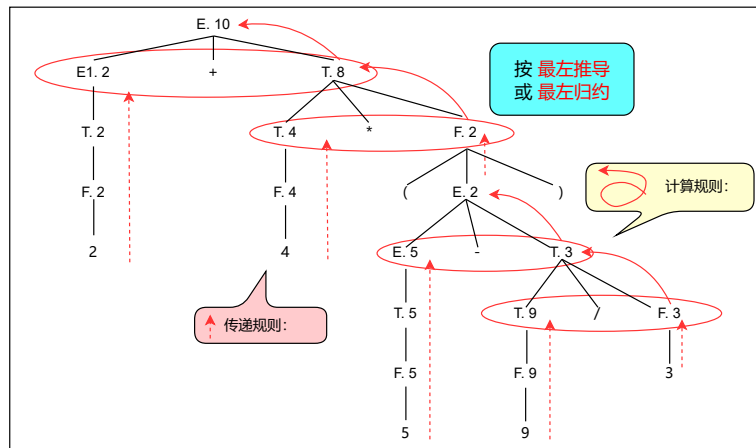 E. 10
E1. 2 + T. 8
按 最左推导
或 最左归约
T. 2 T. 4 * F. 2
F. 2 F. 4 ( E. 2 )
计算规则：
2 4 E. 5 - T. 3
传递规则：
T. 5 T. 9 / F. 3
F. 5 F. 9 3
5 9